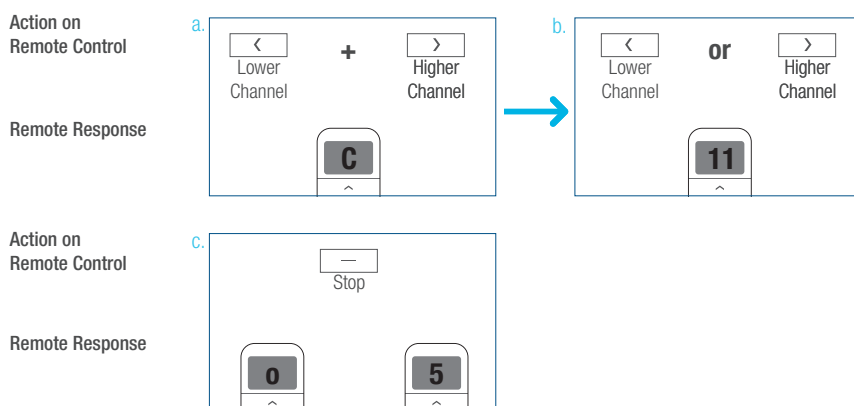 Action on
Remote Control
a.
<
+
>
Lower
Channel
Higher
Channel
Remote Response
C
b.
<
or
>
Lower
Channel
Higher
Channel
11
Action on
Remote Control
c.
Stop
Remote Response
o
5